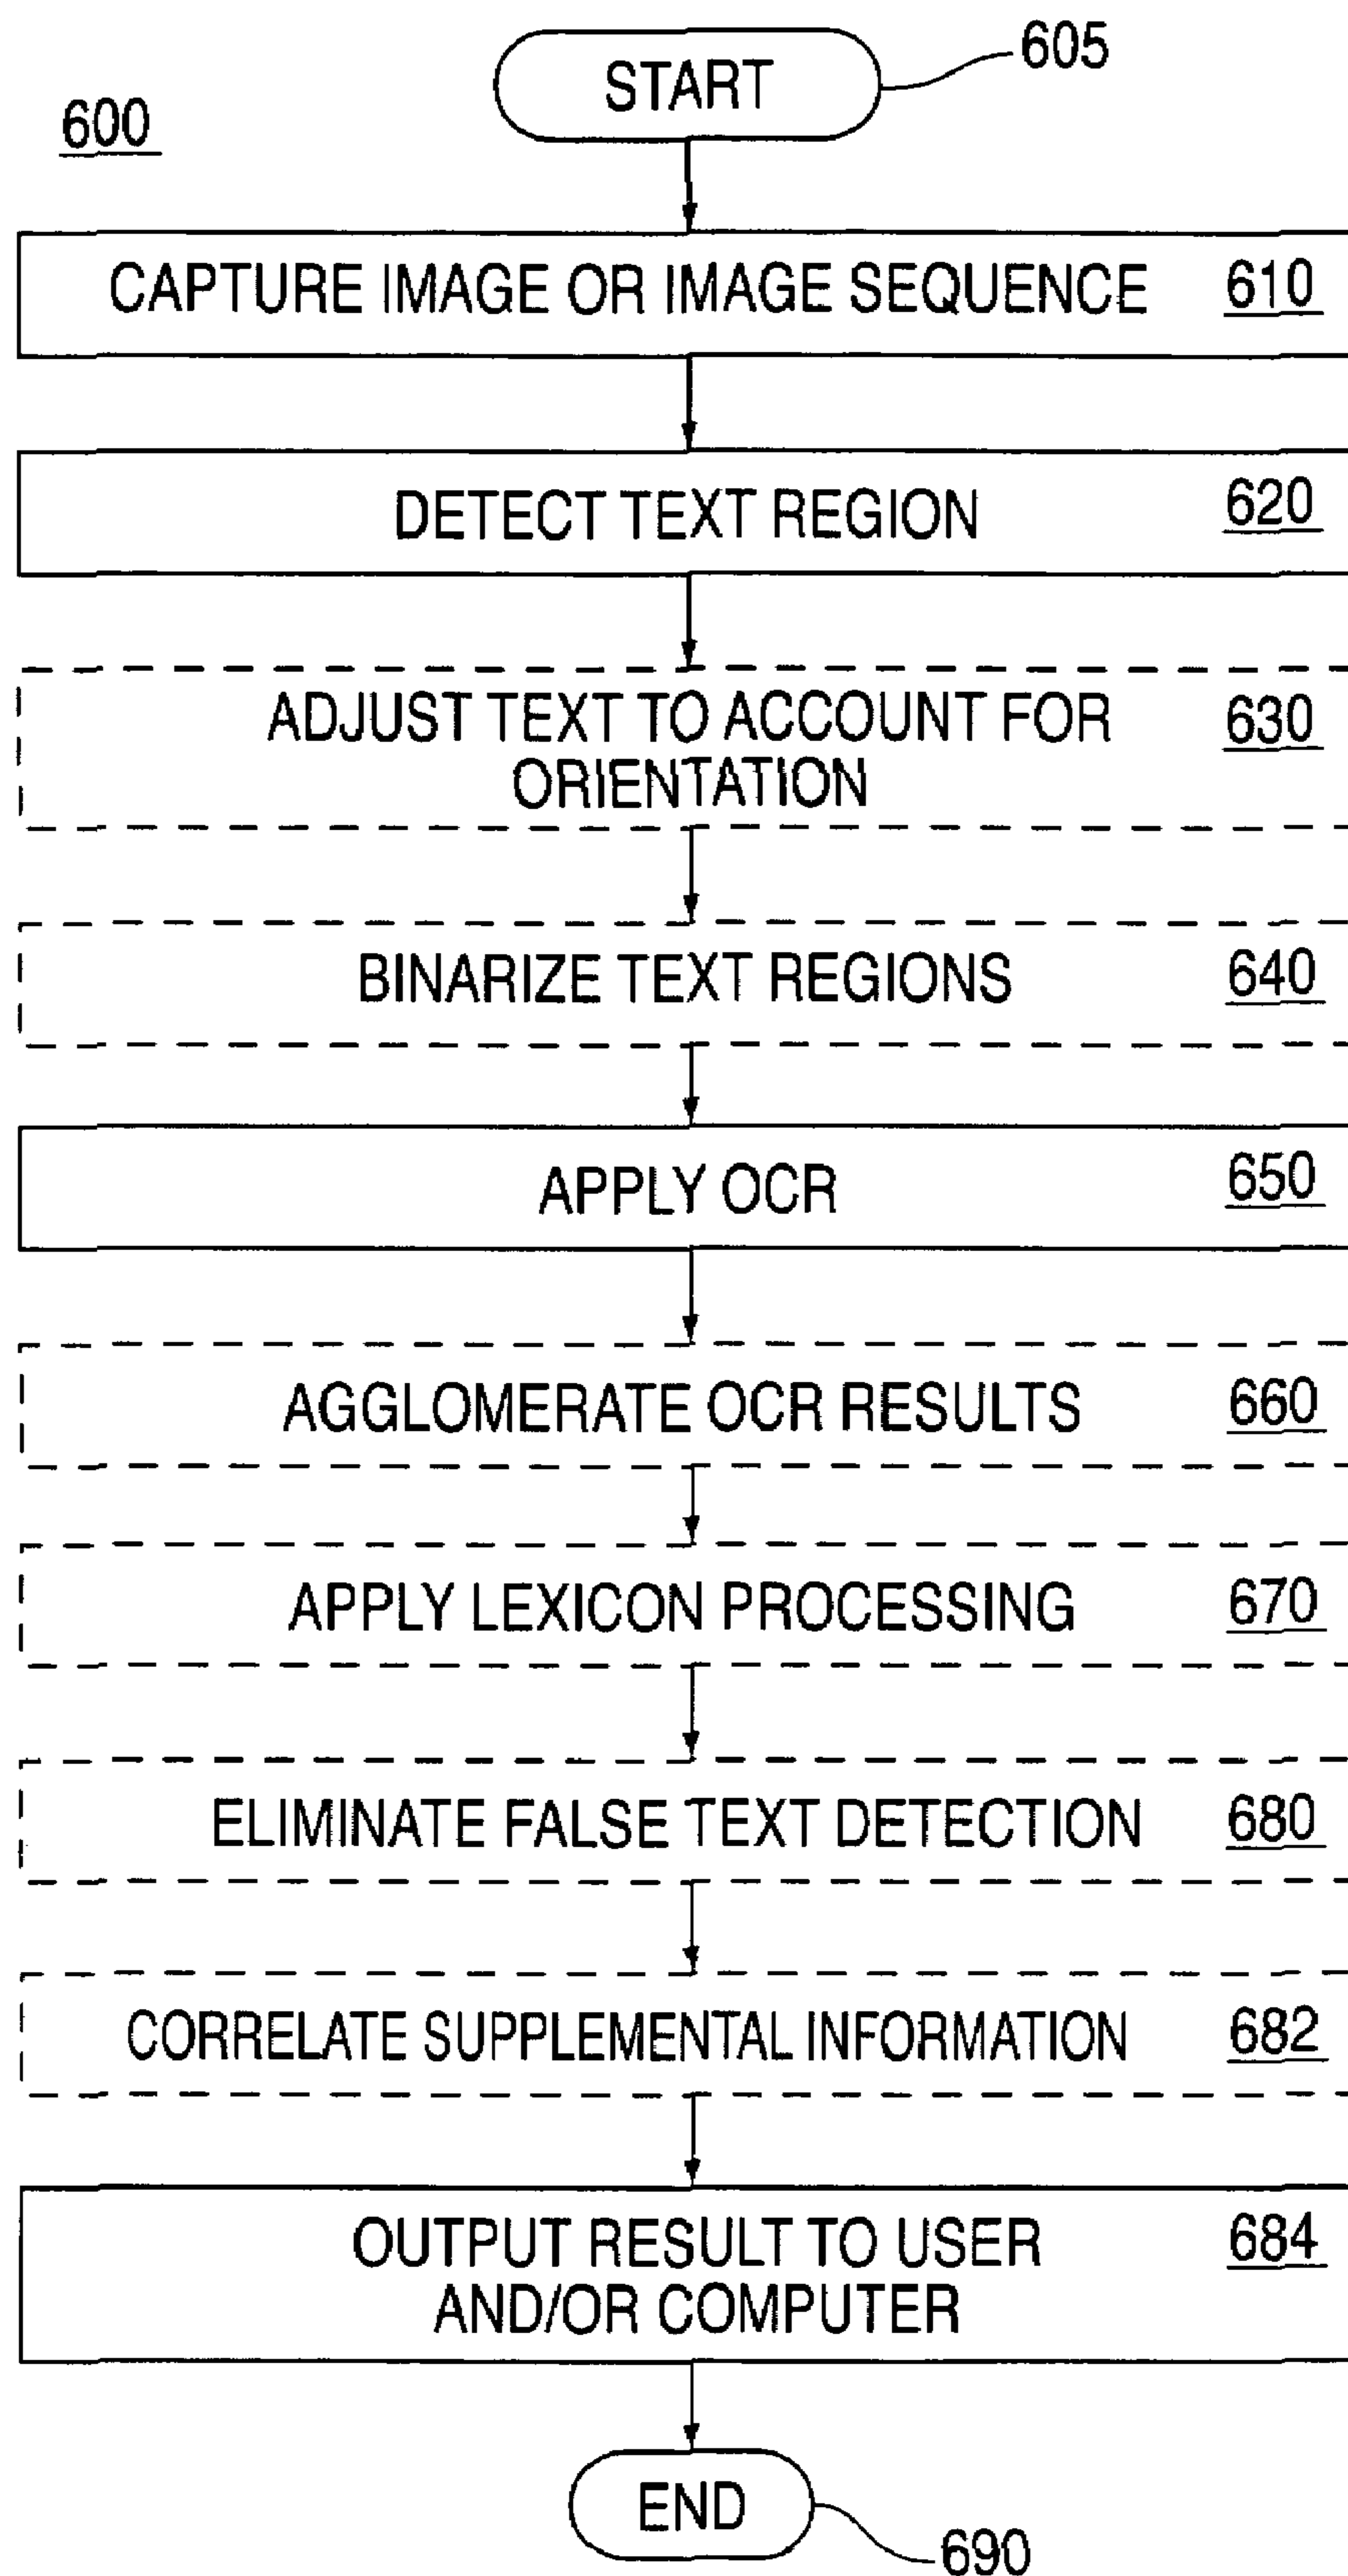 START
605
600
CAPTURE IMAGE OR IMAGE SEQUENCE 610
DETECT TEXT REGION 620
ADJUST TEXT TO ACCOUNT FOR 630
ORIENTATION
BINARIZE TEXT REGIONS 640
APPLY OCR 650
AGGLOMERATE OCR RESULTS 660
APPLY LEXICON PROCESSING 670
ELIMINATE FALSE TEXT DETECTION 680
CORRELATE SUPPLEMENTAL INFORMATION 682
OUTPUT RESULT TO USER 684
AND/OR COMPUTER
END
690